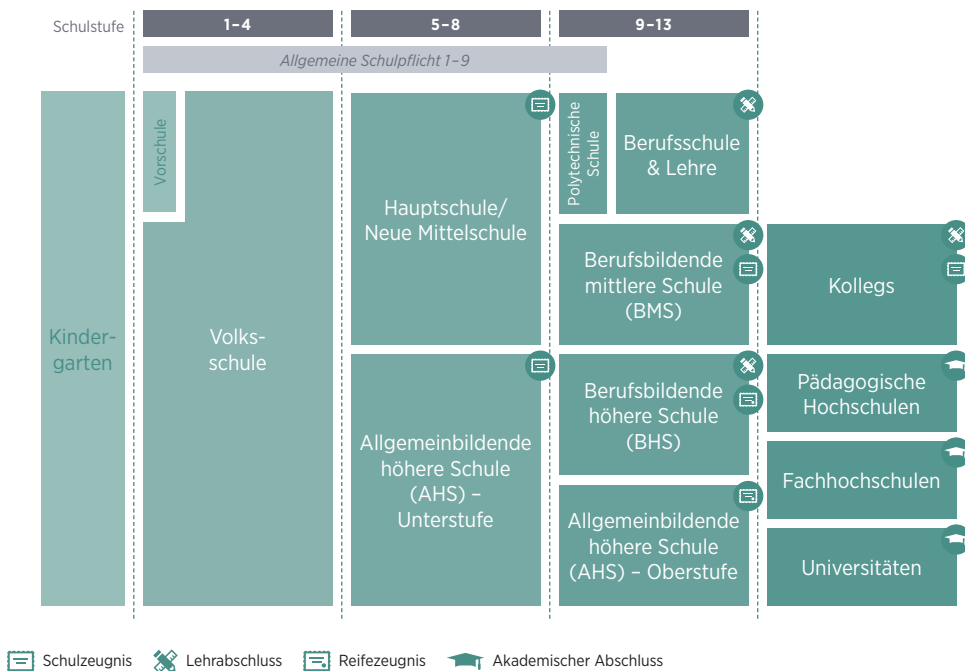 Schulstufe
1–4
5–8
9–13
Allgemeine Schulpflicht 1–9
Kinder-
garten
Vorschule
Volks-
schule
Hauptschule/
Neue Mittelschule
Allgemeinbildende
höhere Schule
(AHS) –
Unterstufe
Polytechnische
Schule
Berufsschule
& Lehre
Berufsbildende
mittlere Schule
(BMS)
Berufsbildende
höhere Schule
(BHS)
Allgemeinbildende
höhere Schule
(AHS) – Oberstufe
Kollegs
Pädagogische
Hochschulen
Fachhochschulen
Universitäten
Schulzeugnis
Lehrabschluss
Reifezeugnis
Akademischer Abschluss